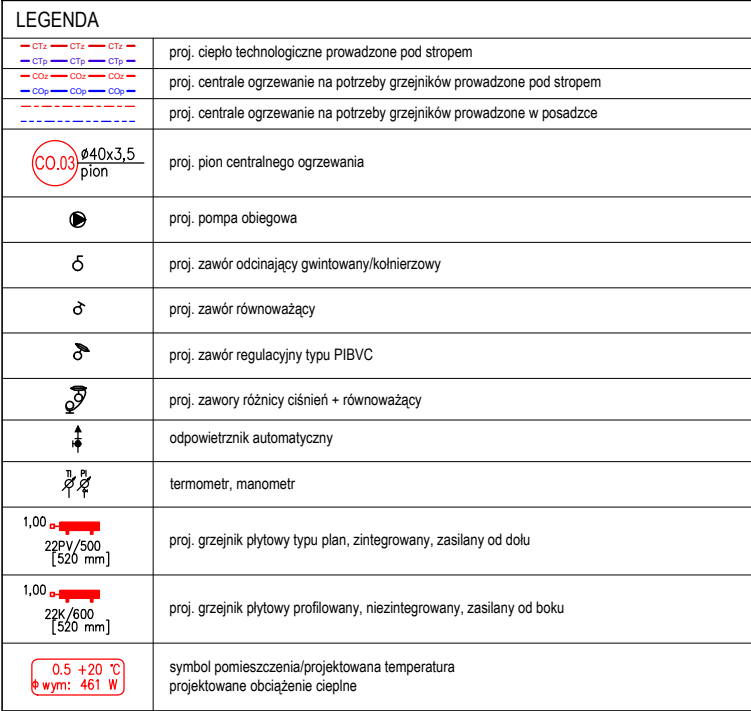 LEGENDA
CTz CTz CTz
CTp CTp CTp
proj. ciepło technologiczne prowadzone pod stropem
COz COz COz
COp COp COp
proj. centrale ogrzewanie na potrzeby grzejników prowadzone pod stropem
proj. centrale ogrzewanie na potrzeby grzejników prowadzone w posadzce
CO.03 ø40x3,5
pion
proj. pion centralnego ogrzewania
proj. pompa obiegowa
proj. zawór odcinający gwintowany/kołnierzowy
proj. zawór równoważący
proj. zawór regulacyjny typu PIBVC
proj. zawory różnicy ciśnień + równoważący
odpowietrznik automatyczny
TI PI
termometr, manometr
1,00
22PV/500
[520 mm]
proj. grzejnik płytowy typu plan, zintegrowany, zasilany od dołu
1,00
22K/600
[520 mm]
proj. grzejnik płytowy profilowany, niezintegrowany, zasilany od boku
0.5 +20 °C
ϕ wym: 461 W
symbol pomieszczenia/projektowana temperatura
projektowane obciążenie cieplne